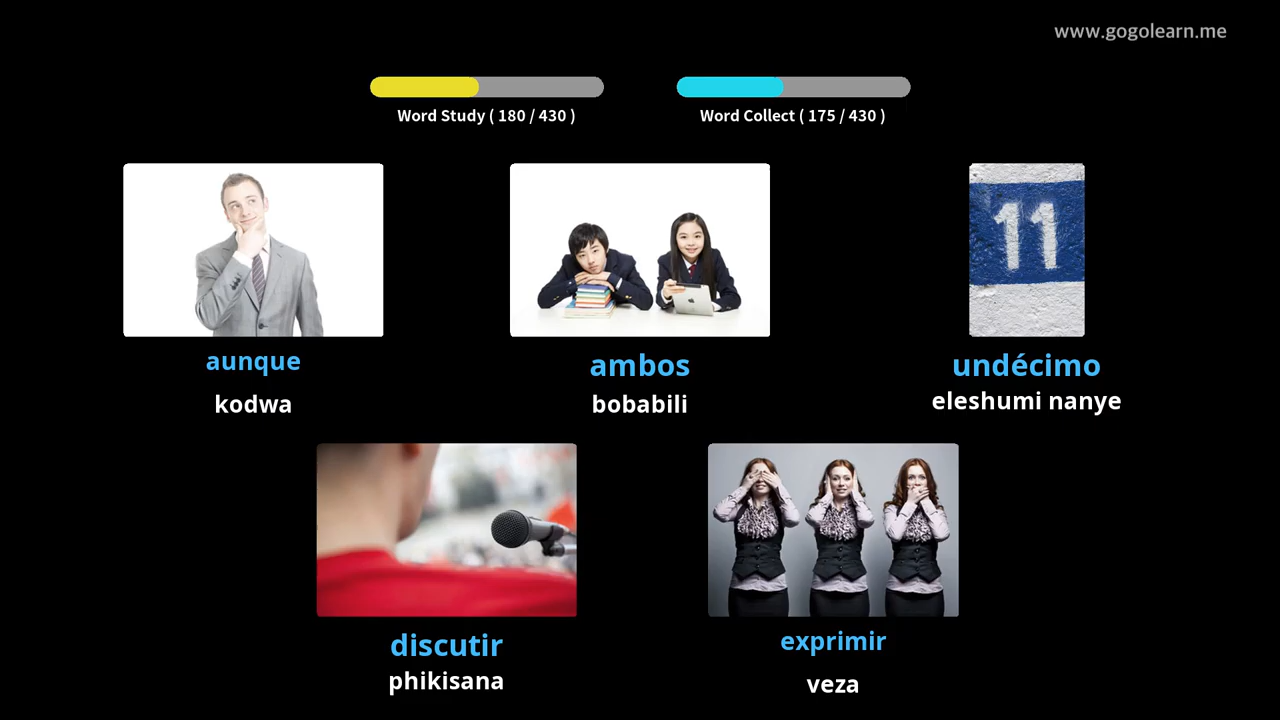 www.gogolearn.me
Word Study ( 180 / 430 )
Word Collect ( 175 / 430 )
11
aunque
kodwa
ambos
bobabili
undécimo
eleshumi nanye
discutir
phikisana
exprimir
veza